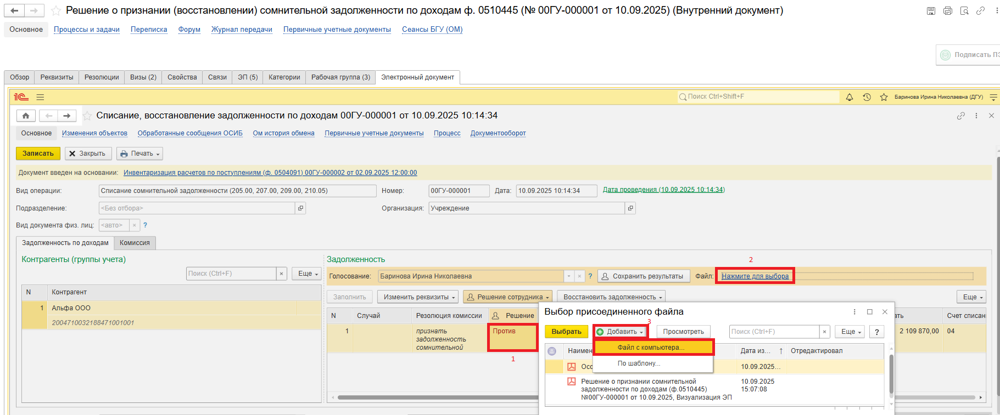 Решение о признании (восстановлении) сомнительной задолженности по доходам ф. 0510445 (№ 00ГУ-000001 от 10.09.2025) (Внутренний документ)
Основное Процессы и задачи Переписка Форум Журнал передачи Первичные учетные документы Сеансы БГУ (ОМ)
Подписать ПЭ
Обзор Реквизиты Резолюции Визы (2) Свойства Связи ЭП (5) Категории Рабочая группа (3) Электронный документ
1С Поиск Ctrl+Shift+F Баринова Ирина Николаевна (ДГУ)
Списание, восстановление задолженности по доходам 00ГУ-000001 от 10.09.2025 10:14:34
Основное Изменения объектов Обработанные сообщения ОСИБ Ом история обмена Первичные учетные документы Процесс Документооборот
Записать Закрыть Печать
Документ введен на основании: Инвентаризация расчетов по поступлениям (ф. 0504091) 00ГУ-000002 от 02.09.2025 12:00:00
Вид операции: Списание сомнительной задолженности (205.00, 207.00, 209.00, 210.05) Номер: 00ГУ-000001 Дата: 10.09.2025 10:14:34 Дата проведения (10.09.2025 10:14:34)
Подразделение: <Без отбора> Организация: Учреждение
Вид документа физ. лиц: <авто> × ?
Задолженность по доходам Комиссия
Контрагенты (группы учета) Задолженность 2
Поиск (Ctrl+F) × Еще
Голосование: Баринова Ирина Николаевна × ? Сохранить результаты Файл: Нажмите для выбора
N Контрагент
1 Альфа ООО
2004710032188471001001
Заполнить Изменить реквизиты Решение сотрудника Восстановить задолженность Еще
N Случай Резолюция комиссии Решение ать Счет списан
1 признать Против 2 109 870,00 04
задолженность
сомнительной
1
Выбор присоединенного файла
3
Выбрать Добавить Просмотреть Поиск (Ctrl+F) × Еще ?
Файл с компьютера...
По шаблону...
Наимен Дата из... ↑ Отредактировал
Осс 10.09.2025...
Решение о признании сомнительной 10.09.2025
задолженности по доходам (ф.0510445) 15:07:08
№00ГУ-000001 от 10.09.2025, Визуализация ЭП